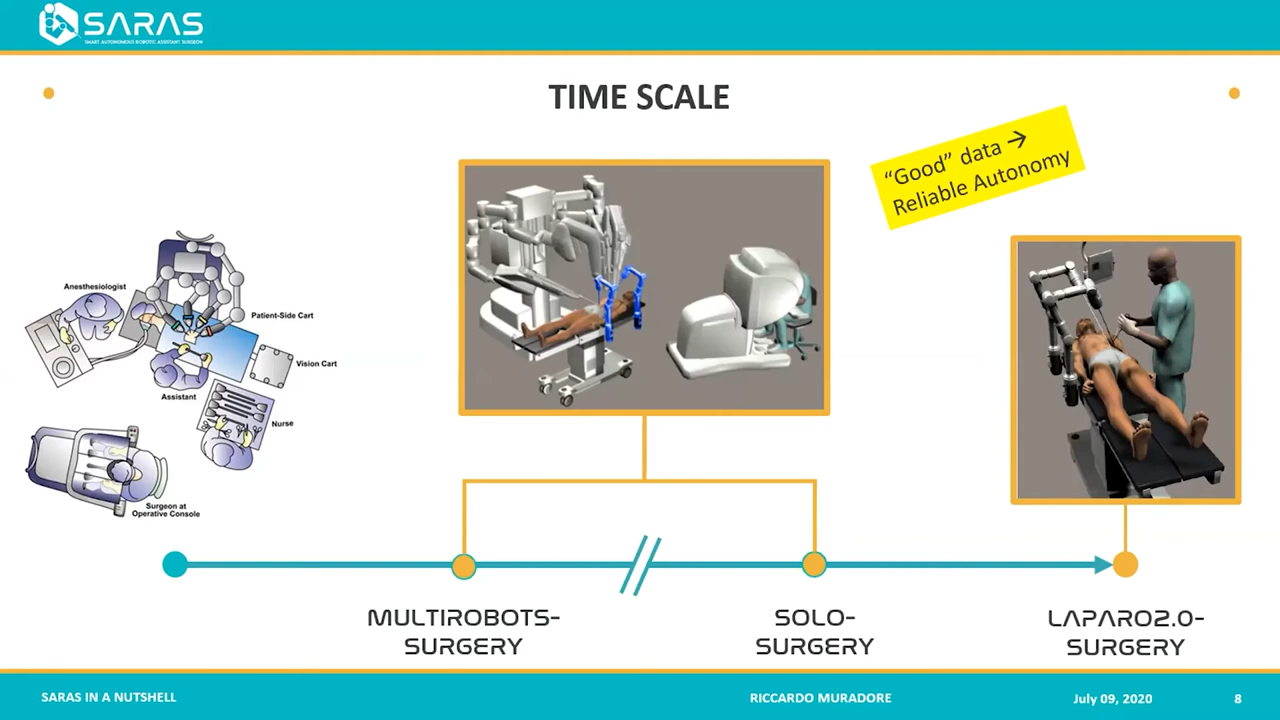 SARAS
SMART AUTONOMOUS ROBOTIC ASSISTANT SURGEON
TIME SCALE
“Good” data →
Reliable Autonomy
Anesthesiologist
Patient-Side Cart
Vision Cart
Assistant
Nurse
Surgeon at
Operative Console
MULTIROBOTS-
SURGERY
SOLO-
SURGERY
LAPARO2.0-
SURGERY
SARAS IN A NUTSHELL
RICCARDO MURADORE
July 09, 2020
8